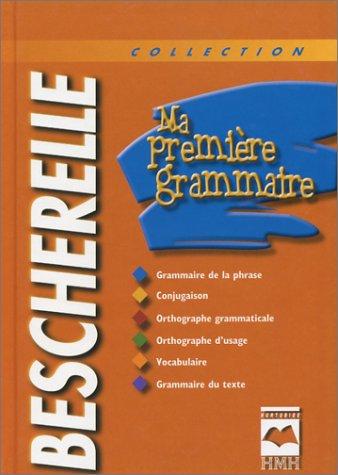 COLLECTION
BESCHERELLE
Ma
première
grammaire
Grammaire de la phrase
Conjugaison
Orthographe grammaticale
Orthographe d'usage
Vocabulaire
Grammaire du texte
HURTUBISE
HMH